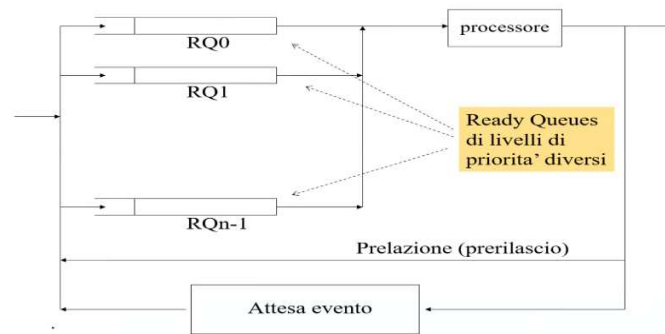 processore
RQ0
RQ1
Ready Queues
di livelli di
priorita' diversi
RQn-1
Prelazione (prerilascio)
Attesa evento
.